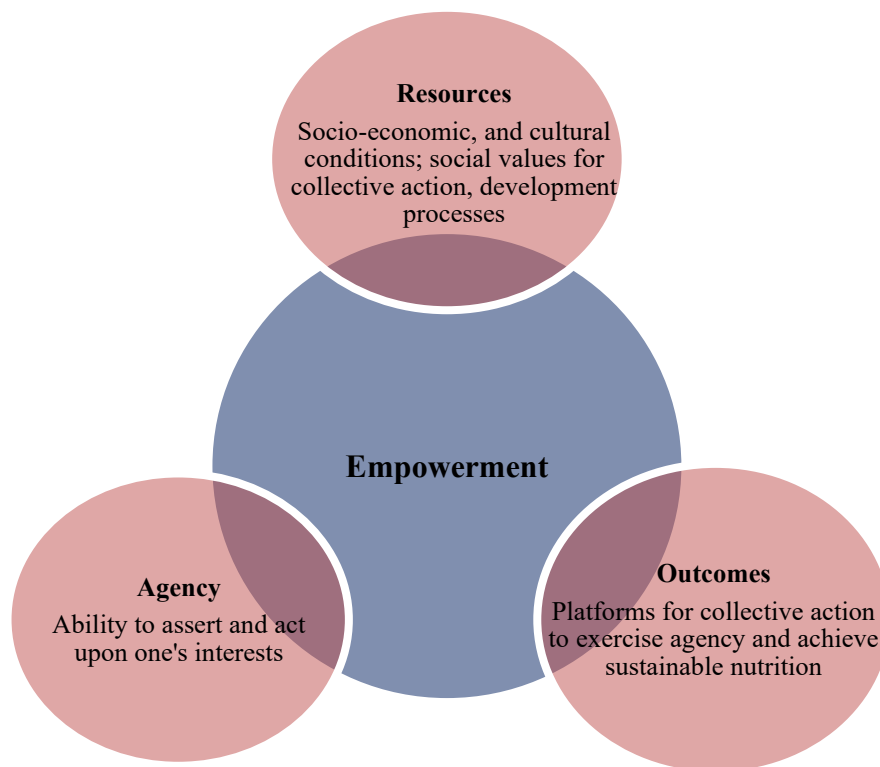 Resources
Socio-economic, and cultural
conditions; social values for
collective action, development
processes
Empowerment
Agency
Ability to assert and act
upon one's interests
Outcomes
Platforms for collective action
to exercise agency and achieve
sustainable nutrition